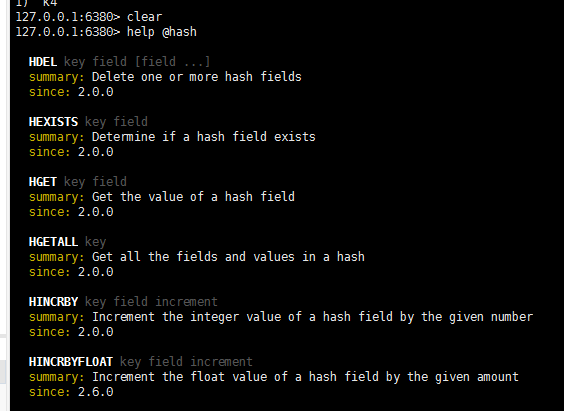 1) "k4"
127.0.0.1:6380> clear
127.0.0.1:6380> help @hash
HDEL key field [field ...]
summary: Delete one or more hash fields
since: 2.0.0
HEXISTS key field
summary: Determine if a hash field exists
since: 2.0.0
HGET key field
summary: Get the value of a hash field
since: 2.0.0
HGETALL key
summary: Get all the fields and values in a hash
since: 2.0.0
HINCRBY key field increment
summary: Increment the integer value of a hash field by the given number
since: 2.0.0
HINCRBYFLOAT key field increment
summary: Increment the float value of a hash field by the given amount
since: 2.6.0